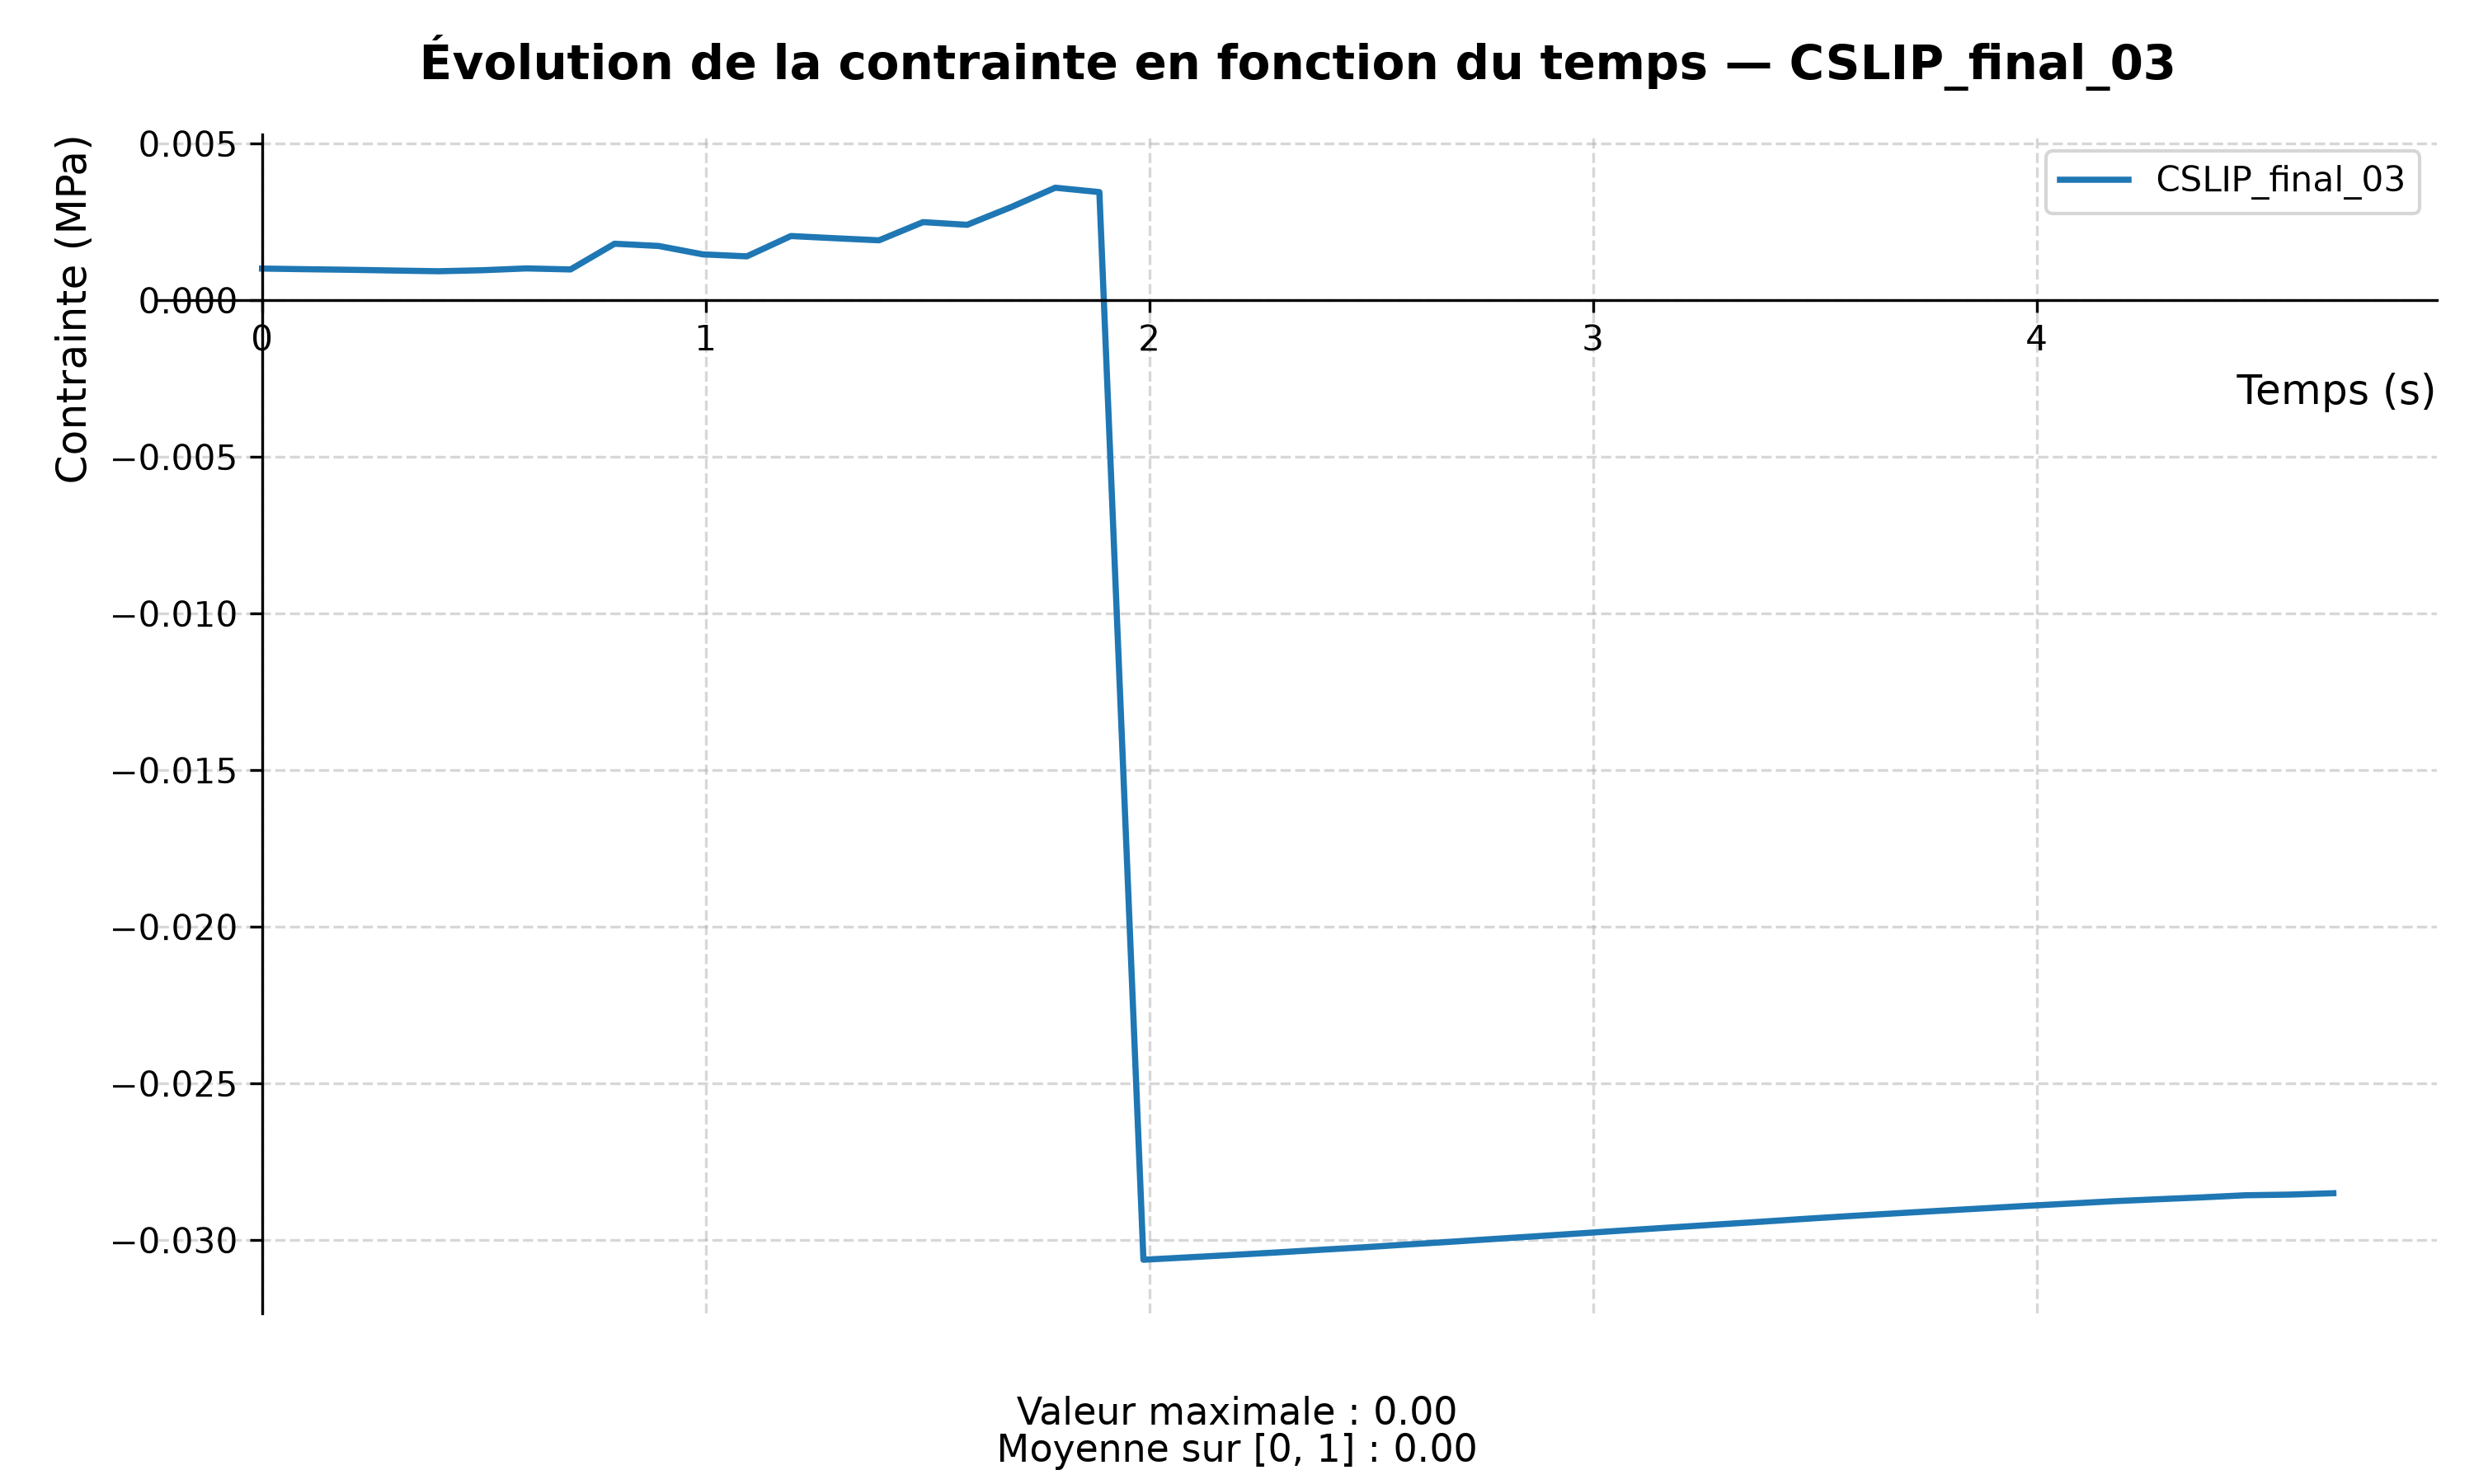 Évolution de la contrainte en fonction du temps — CSLIP_final_03
Contrainte (MPa)
0.005
0.000
−0.005
−0.010
−0.015
−0.020
−0.025
−0.030
CSLIP_final_03
0 1 2 3 4
Temps (s)
Valeur maximale : 0.00
Moyenne sur [0, 1] : 0.00